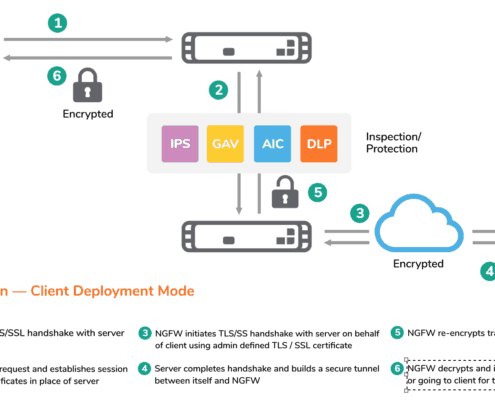 1
6
Encrypted
2
IPS GAV AIC DLP
Inspection/
Protection
5
3
Encrypted
4
n — Client Deployment Mode
S/SSL handshake with server
3 NGFW initiates TLS/SS handshake with server on behalf
of client using admin defined TLS / SSL certificate
5 NGFW re-encrypts tra
request and establishes session
ficates in place of server
4 Server completes handshake and builds a secure tunnel
between itself and NGFW
6 NGFW decrypts and i
or going to client for t